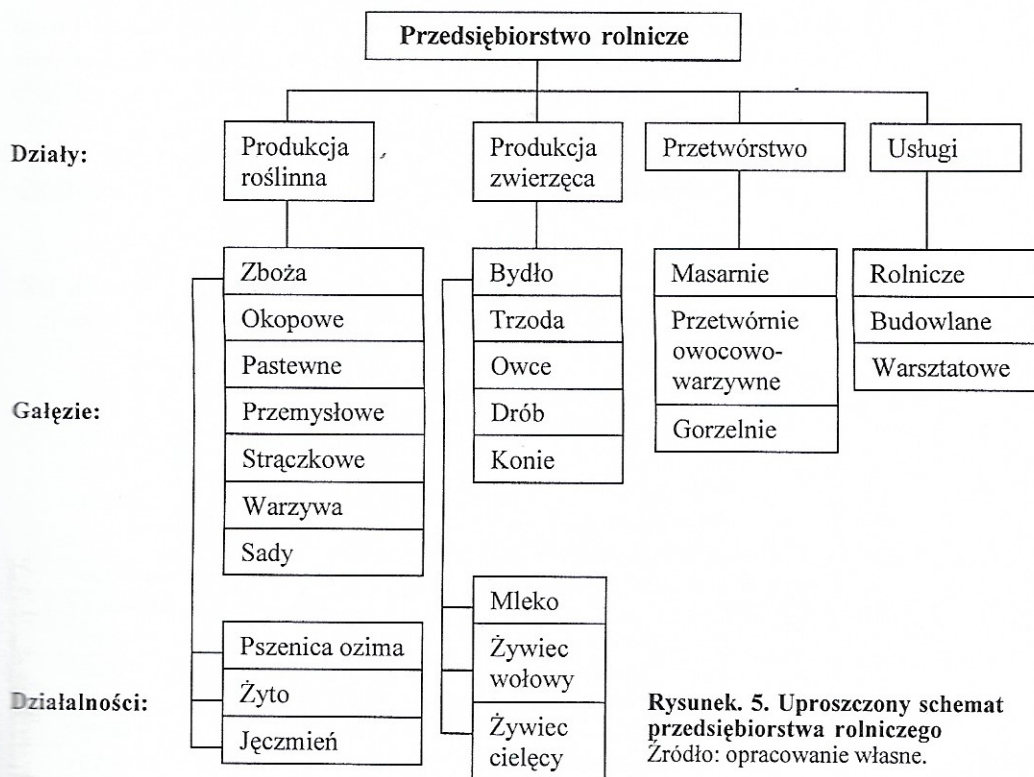 Przedsiębiorstwo rolnicze
Działy:
Produkcja
roślinna
Produkcja
zwierzęca
Przetwórstwo
Usługi
Gałęzie:
Zboża
Okopowe
Pastewne
Przemysłowe
Strączkowe
Warzywa
Sady
Bydło
Trzoda
Owce
Drób
Konie
Masarnie
Przetwórnie
owocowo-
warzywne
Gorzelnie
Rolnicze
Budowlane
Warsztatowe
Działalności:
Pszenica ozima
Żyto
Jęczmień
Mleko
Żywiec
wołowy
Żywiec
cielęcy
Rysunek. 5. Uproszczony schemat
przedsiębiorstwa rolniczego
Źródło: opracowanie własne.